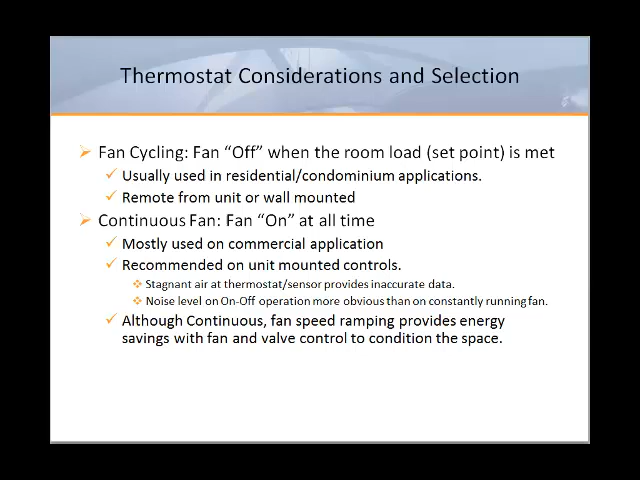 Thermostat Considerations and Selection
Fan Cycling: Fan “Off” when the room load (set point) is met
Usually used in residential/condominium applications.
Remote from unit or wall mounted
Continuous Fan: Fan “On” at all time
Mostly used on commercial application
Recommended on unit mounted controls.
Stagnant air at thermostat/sensor provides inaccurate data.
Noise level on On-Off operation more obvious than on constantly running fan.
Although Continuous, fan speed ramping provides energy
savings with fan and valve control to condition the space.